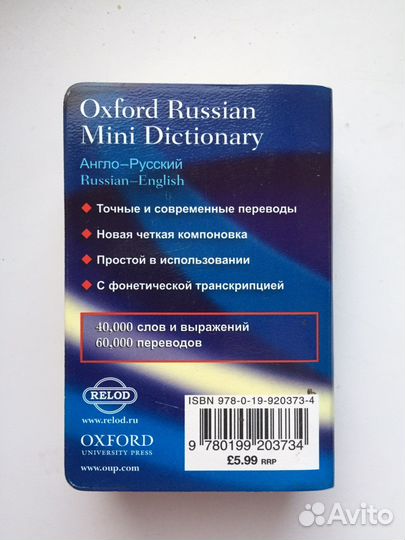 Oxford Russian
Mini Dictionary
Англо–Русский
Russian–English
Точные и современные переводы
Новая четкая компоновка
Простой в использовании
С фонетической транскрипцией
40,000 слов и выражений
60,000 переводов
RELOD
www.relod.ru
OXFORD
UNIVERSITY PRESS
www.oup.com
ISBN 978-0-19-920373-4
9 780199 203734
£5.99 RRP
Avito